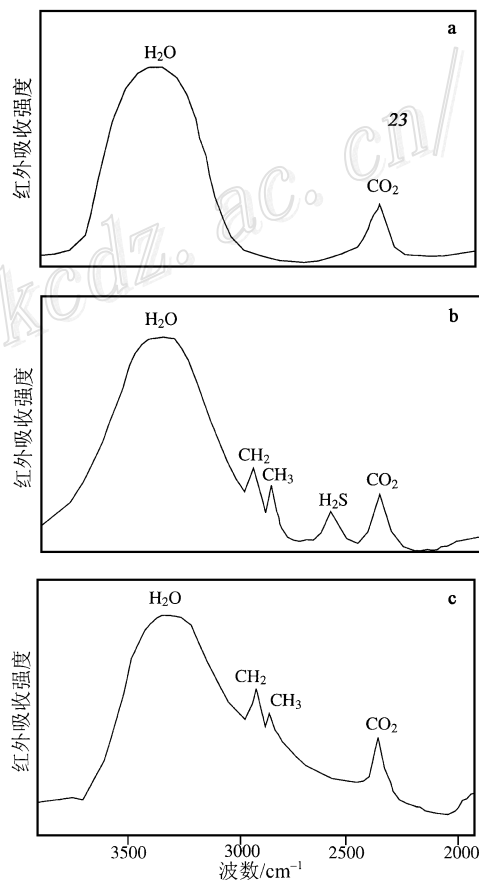 a
H₂O
23
CO₂
红外吸收强度
kcdz.ac.cn/
b
H₂O
CH₂
CH₃
H₂S
CO₂
红外吸收强度
c
H₂O
CH₂
CH₃
CO₂
红外吸收强度
3500 3000 2500 2000
波数/cm⁻¹